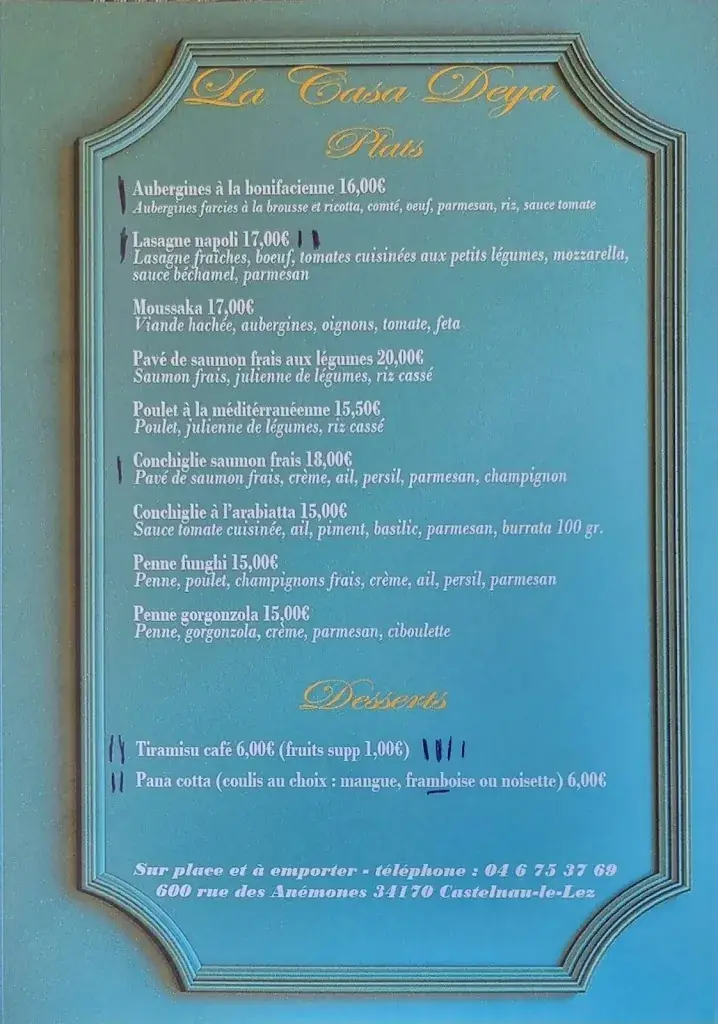 La Casa Deya
Plats
Aubergines à la bonifacienne 16,00€
Aubergines farcies à la brousse et ricotta, comté, oeuf, parmesan, riz, sauce tomate
Lasagne napoli 17,00€
Lasagne fraîches, boeuf, tomates cuisinées aux petits légumes, mozzarella,
sauce béchamel, parmesan
Moussaka 17,00€
Viande hachée, aubergines, oignons, tomate, feta
Pavé de saumon frais aux légumes 20,00€
Saumon frais, julienne de légumes, riz cassé
Poulet à la méditérranéenne 15,50€
Poulet, julienne de légumes, riz cassé
Conchiglie saumon frais 18,00€
Pavé de saumon frais, crème, ail, persil, parmesan, champignon
Conchiglie à l'arabiatta 15,00€
Sauce tomate cuisinée, ail, piment, basilic, parmesan, burrata 100 gr.
Penne funghi 15,00€
Penne, poulet, champignons frais, crème, ail, persil, parmesan
Penne gorgonzola 15,00€
Penne, gorgonzola, crème, parmesan, ciboulette
Desserts
Tiramisu café 6,00€ (fruits supp 1,00€)
Pana cotta (coulis au choix : mangue, framboise ou noisette) 6,00€
Sur place et à emporter - téléphone : 04 6 75 37 69
600 rue des Anémones 34170 Castelnau-le-Lez